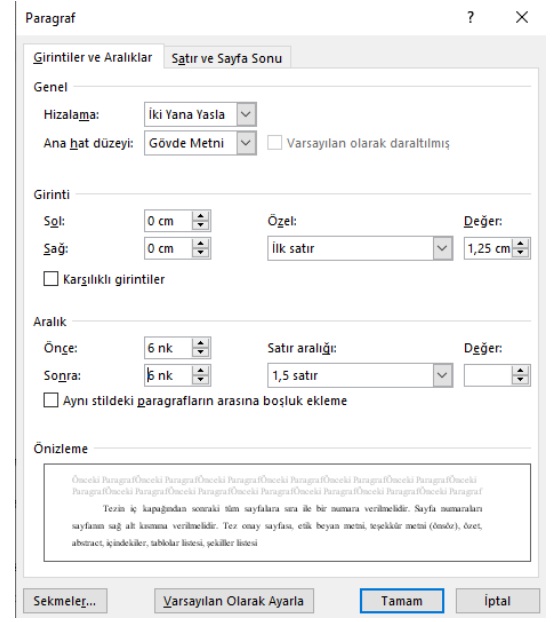 Paragraf ? ×
Girintiler ve Aralıklar Satır ve Sayfa Sonu
Genel
Hizalama: İki Yana Yasla
Ana hat düzeyi: Gövde Metni Varsayılan olarak daraltılmış
Girinti
Sol: 0 cm Özel: Değer:
Sağ: 0 cm İlk satır 1,25 cm
Karşılıklı girintiler
Aralık
Önce: 6 nk Satır aralığı: Değer:
Sonra: 6 nk 1,5 satır
Aynı stildeki paragrafların arasına boşluk ekleme
Önizleme
Önceki ParagrafÖnceki ParagrafÖnceki ParagrafÖnceki ParagrafÖnceki ParagrafÖnceki
ParagrafÖnceki ParagrafÖnceki ParagrafÖnceki ParagrafÖnceki ParagrafÖnceki Paragraf
Tezin iç kapağından sonraki tüm sayfalara sıra ile bir numara verilmelidir. Sayfa numaraları
sayfanın sağ alt kısmına verilmelidir. Tez onay sayfası, etik beyan metni, teşekkür metni (önsöz), özet,
abstract, içindekiler, tablolar listesi, şekiller listesi
Sekmeler... Varsayılan Olarak Ayarla Tamam İptal